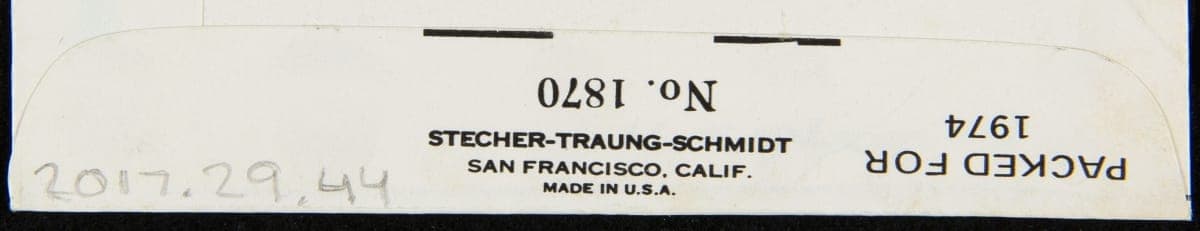 No. 1870
STECHER-TRAUNG-SCHMIDT
SAN FRANCISCO, CALIF.
MADE IN U.S.A.
PACKED FOR
1974
2017.29.44